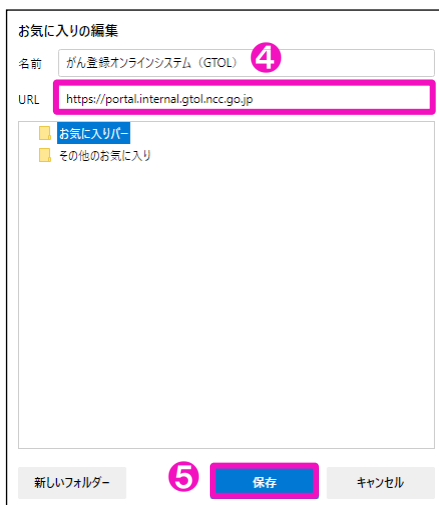 お気に入りの編集
名前 がん登録オンラインシステム（GTOL） ❹
URL https://portal.internal.gtol.ncc.go.jp
お気に入りバー
その他のお気に入り
新しいフォルダー ❺ 保存 キャンセル